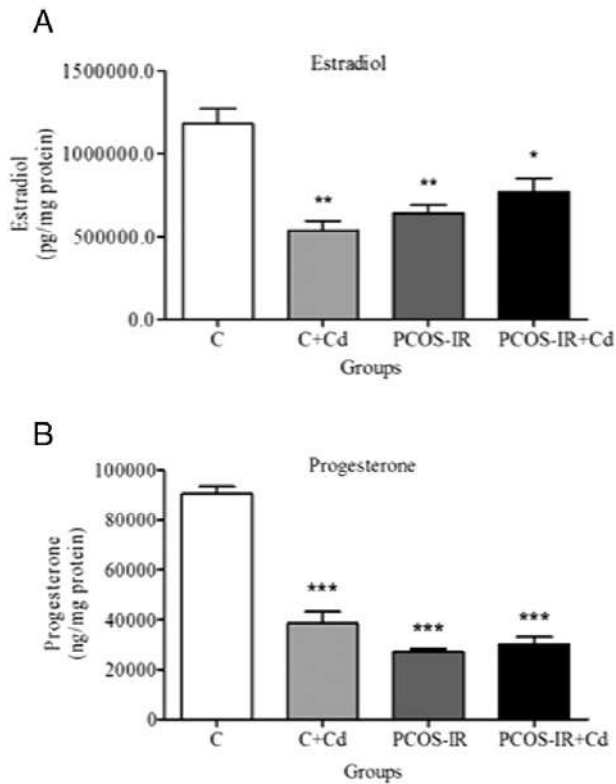 A
Estradiol
1500000.0
1000000.0
500000.0
0.0
Estradiol
(pg/mg protein)
**
**
*
C
C+Cd
PCOS-IR
PCOS-IR+Cd
Groups
B
Progesterone
100000
80000
60000
40000
20000
0
Progesterone
(ng/mg protein)
***
***
***
C
C+Cd
PCOS-IR
PCOS-IR+Cd
Groups